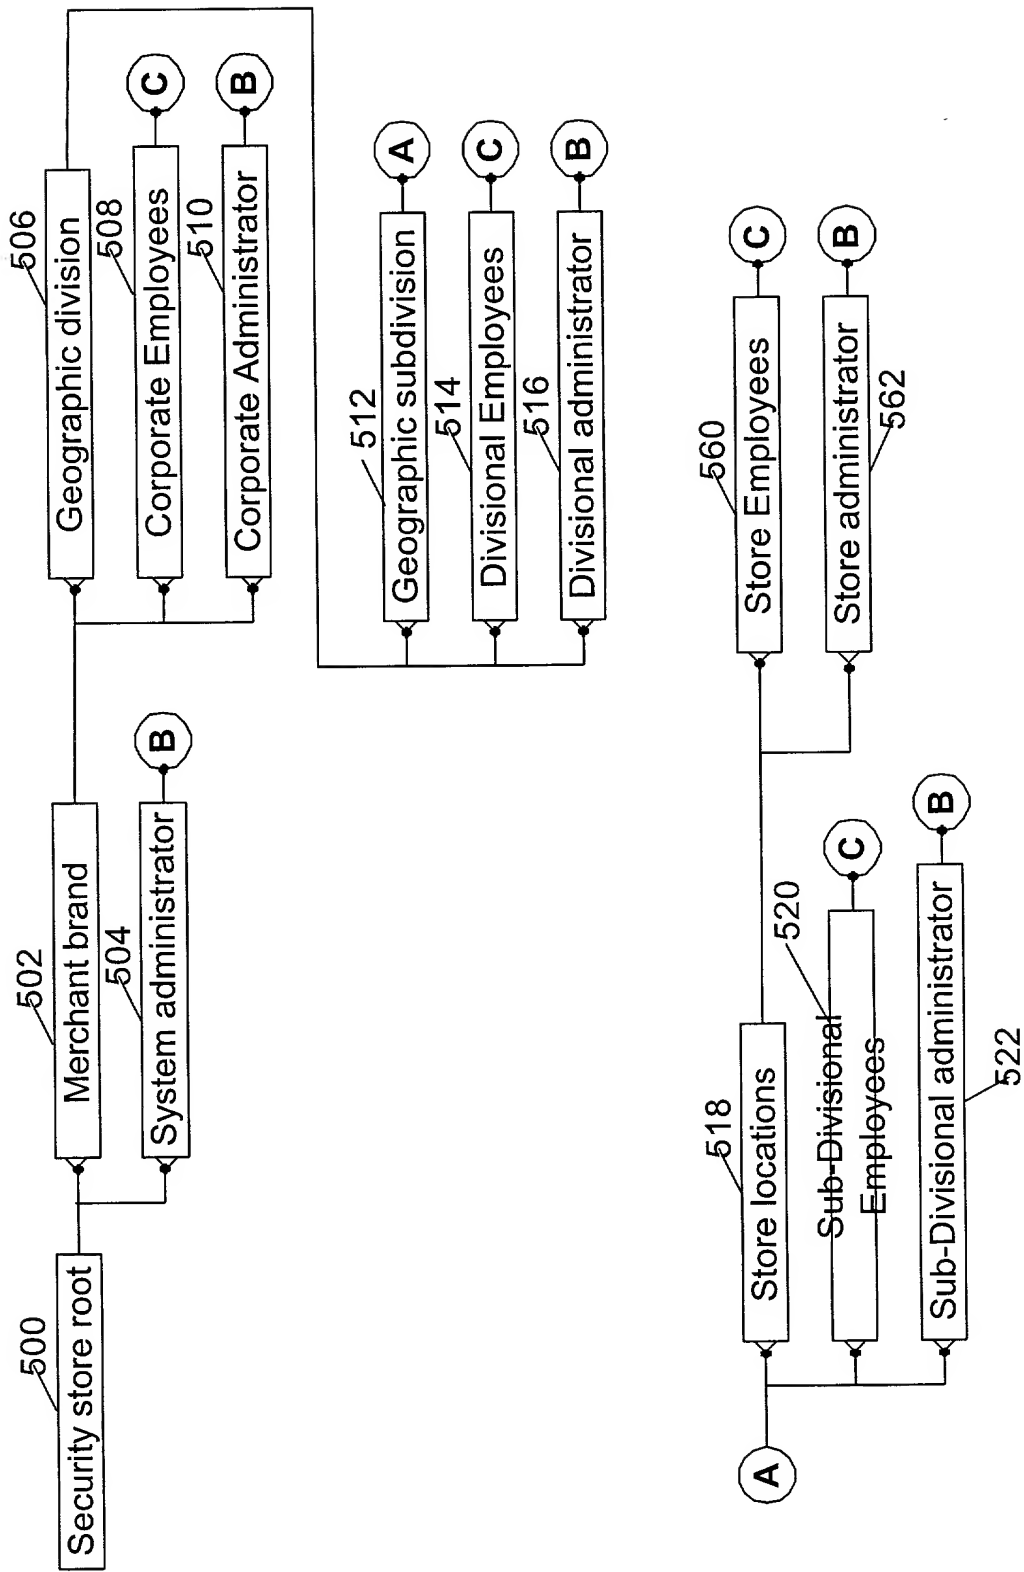 500
Security store root
502
Merchant brand
504
System administrator
B
506
Geographic division
508
Corporate Employees
C
510
Corporate Administrator
B
512
Geographic subdivision
A
514
Divisional Employees
C
516
Divisional administrator
B
A
518
Store locations
520
Sub-Divisional
Employees
C
Sub-Divisional administrator
522
B
560
Store Employees
C
Store administrator
562
B